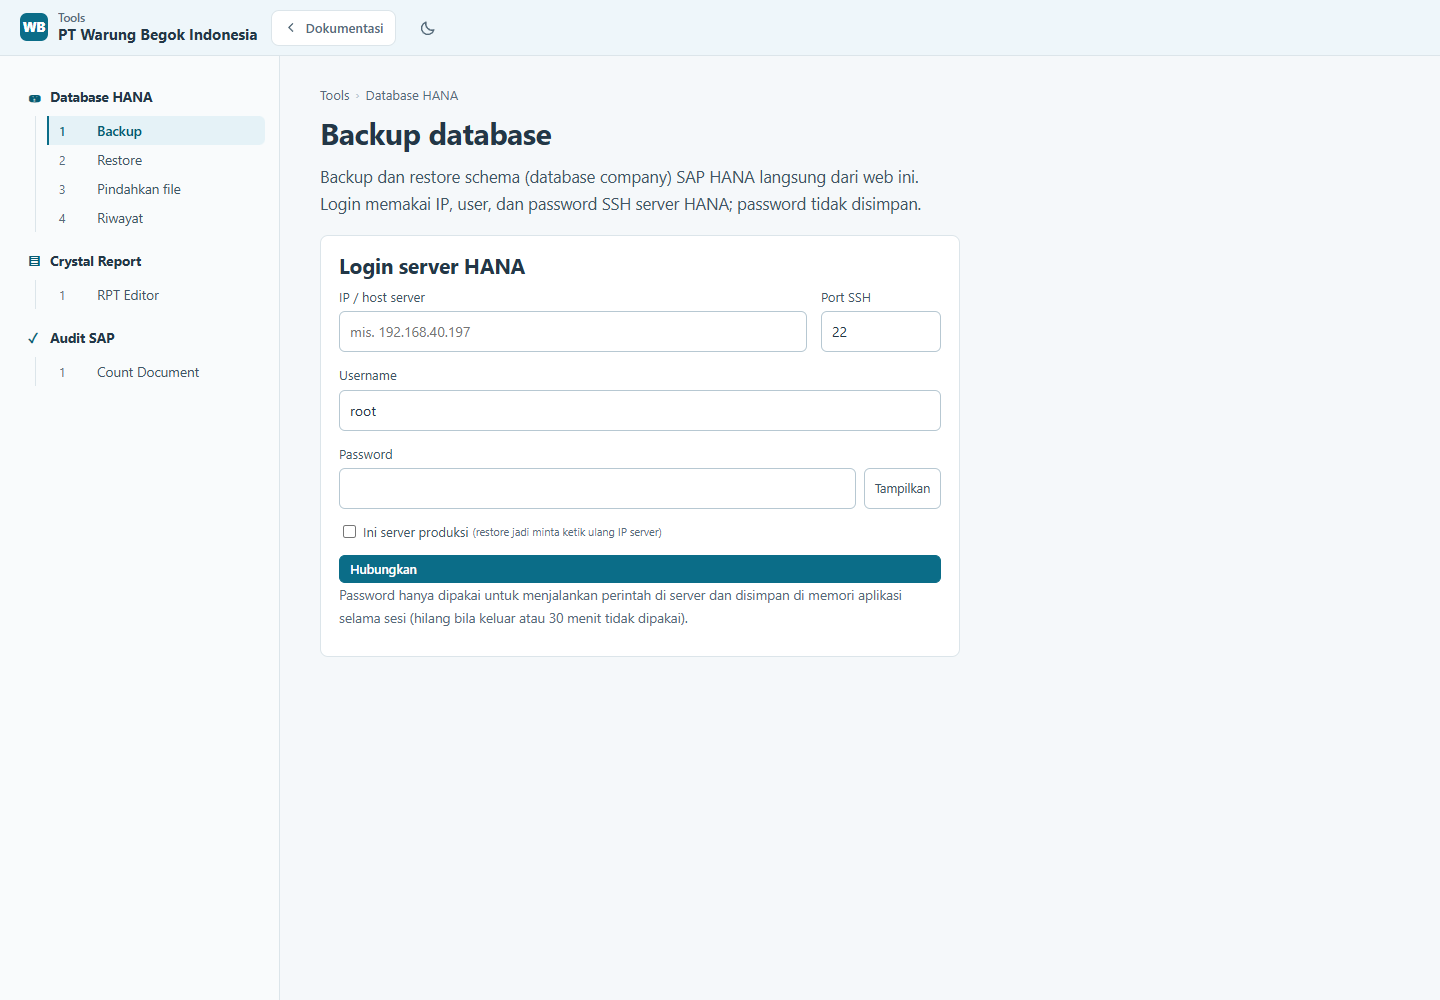 WB
Tools
PT Warung Begok Indonesia
Dokumentasi
Database HANA
1 Backup
2 Restore
3 Pindahkan file
4 Riwayat
Crystal Report
1 RPT Editor
Audit SAP
1 Count Document
Tools › Database HANA
Backup database
Backup dan restore schema (database company) SAP HANA langsung dari web ini.
Login memakai IP, user, dan password SSH server HANA; password tidak disimpan.
Login server HANA
IP / host server
Port SSH
mis. 192.168.40.197
22
Username
root
Password
Tampilkan
Ini server produksi (restore jadi minta ketik ulang IP server)
Hubungkan
Password hanya dipakai untuk menjalankan perintah di server dan disimpan di memori aplikasi
selama sesi (hilang bila keluar atau 30 menit tidak dipakai).